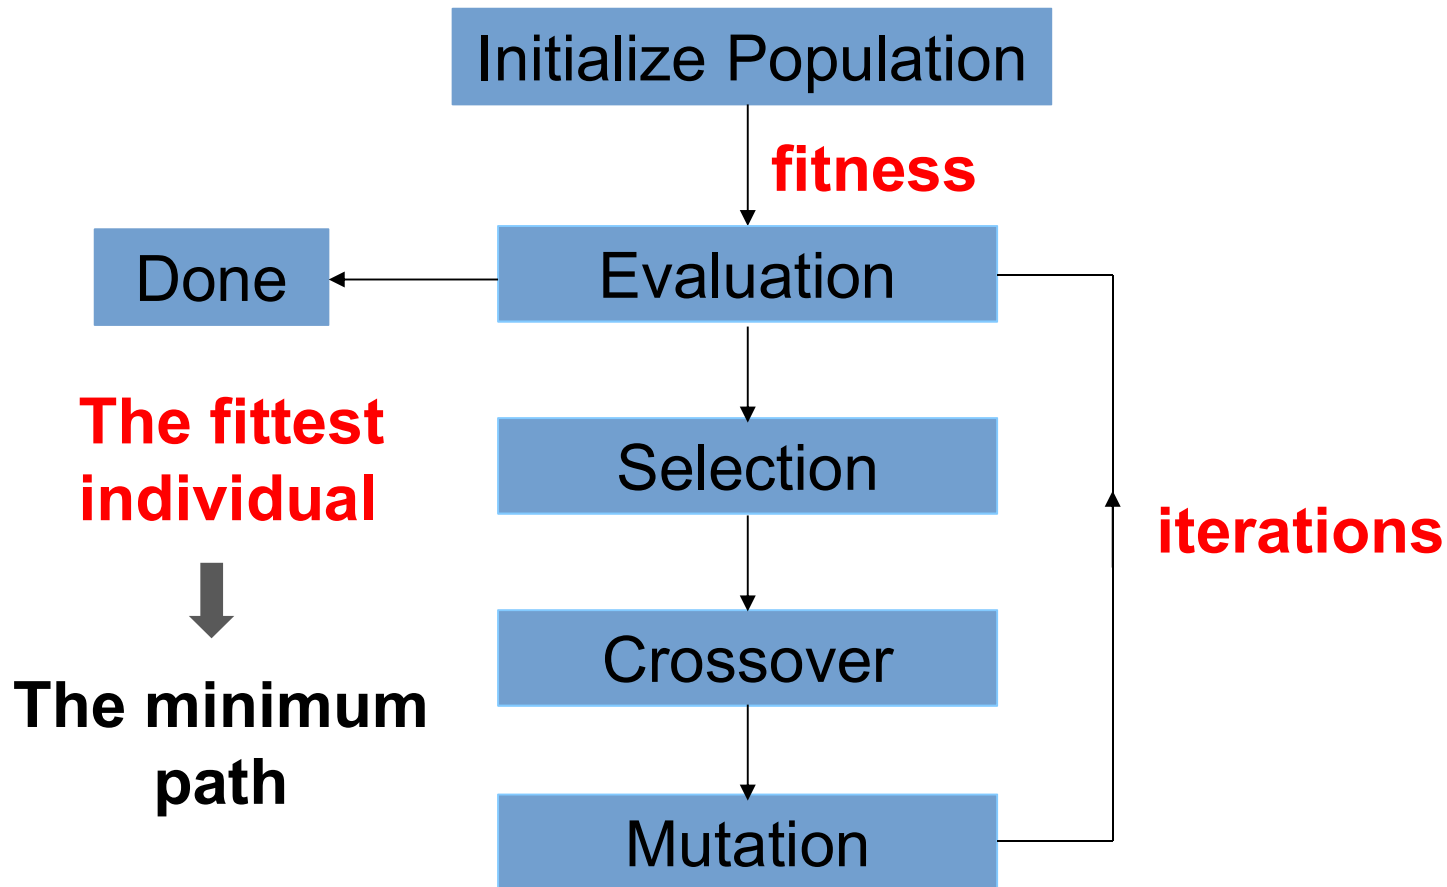 Initialize Population
fitness
Done
Evaluation
The fittest
individual
Selection
iterations
Crossover
The minimum
path
Mutation